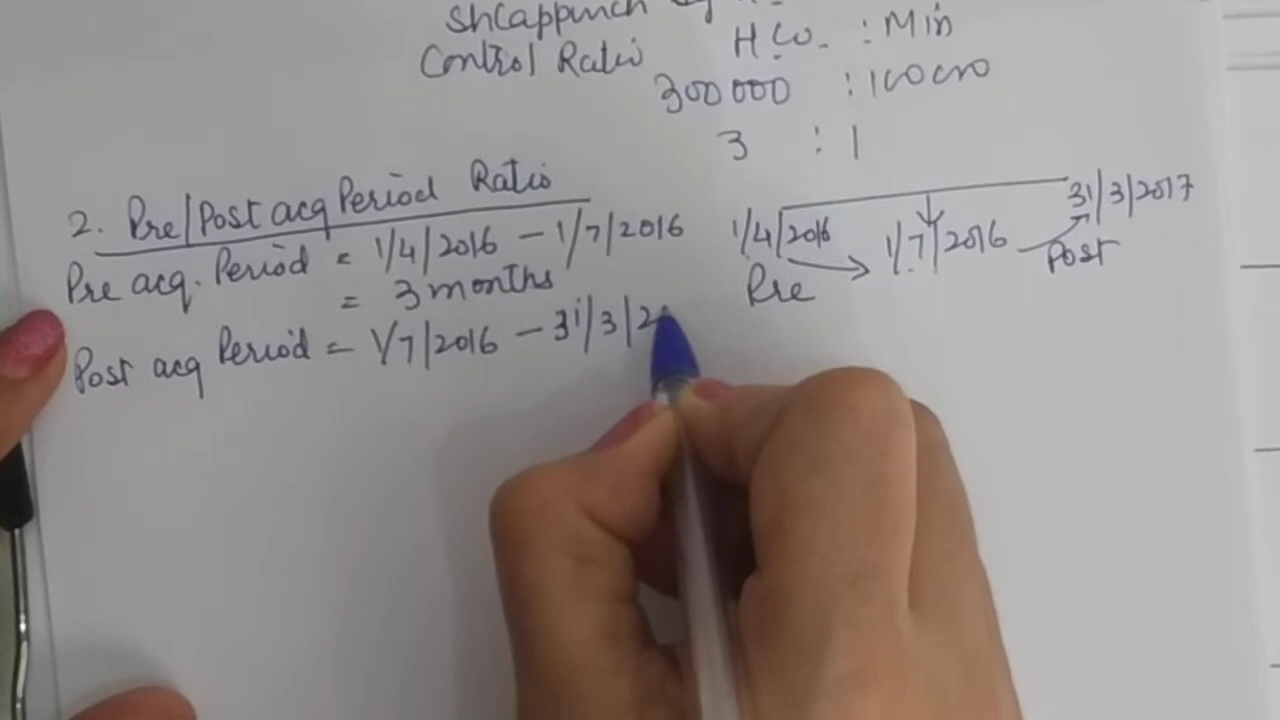 Control Ratio H.Co. : Min
300000 : 100000
3 : 1
2. Pre/Post acq Period Ratio
Pre acq. Period = 1/4/2016 - 1/7/2016
= 3 months
Post acq Period = 1/7/2016 - 31/3/2
1/4/2016 1/7/2016 31/3/2017
Pre Post